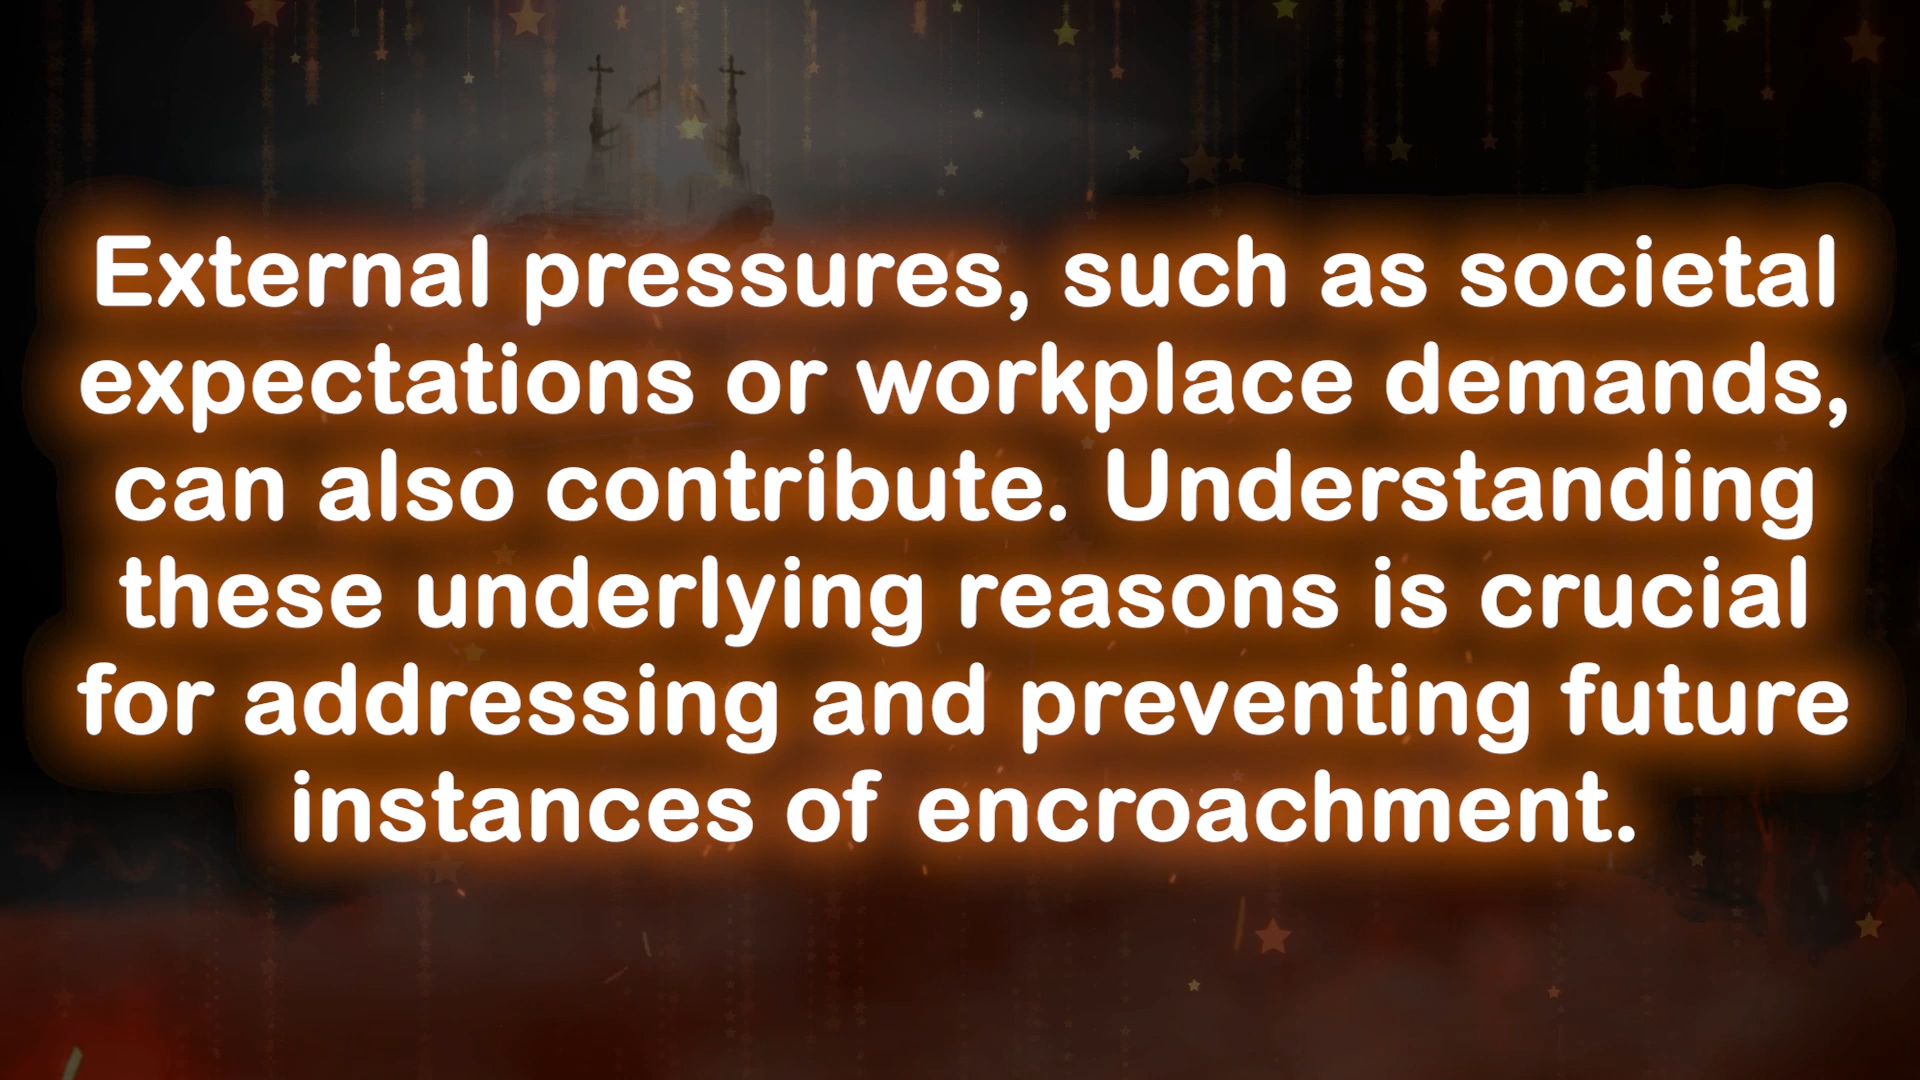 External pressures, such as societal
expectations or workplace demands,
can also contribute. Understanding
these underlying reasons is crucial
for addressing and preventing future
instances of encroachment.